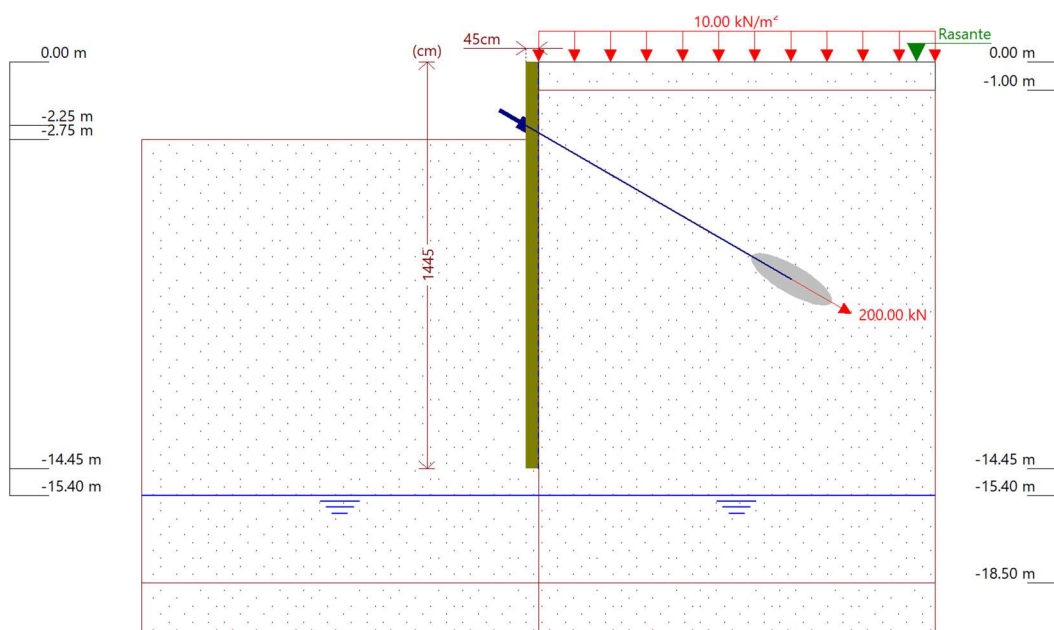 10.00 kN/m²
45cm
(cm)
Rasante
0.00 m
0.00 m
-1.00 m
-2.25 m
-2.75 m
1445
200.00 kN
-14.45 m
-14.45 m
-15.40 m
-15.40 m
-18.50 m